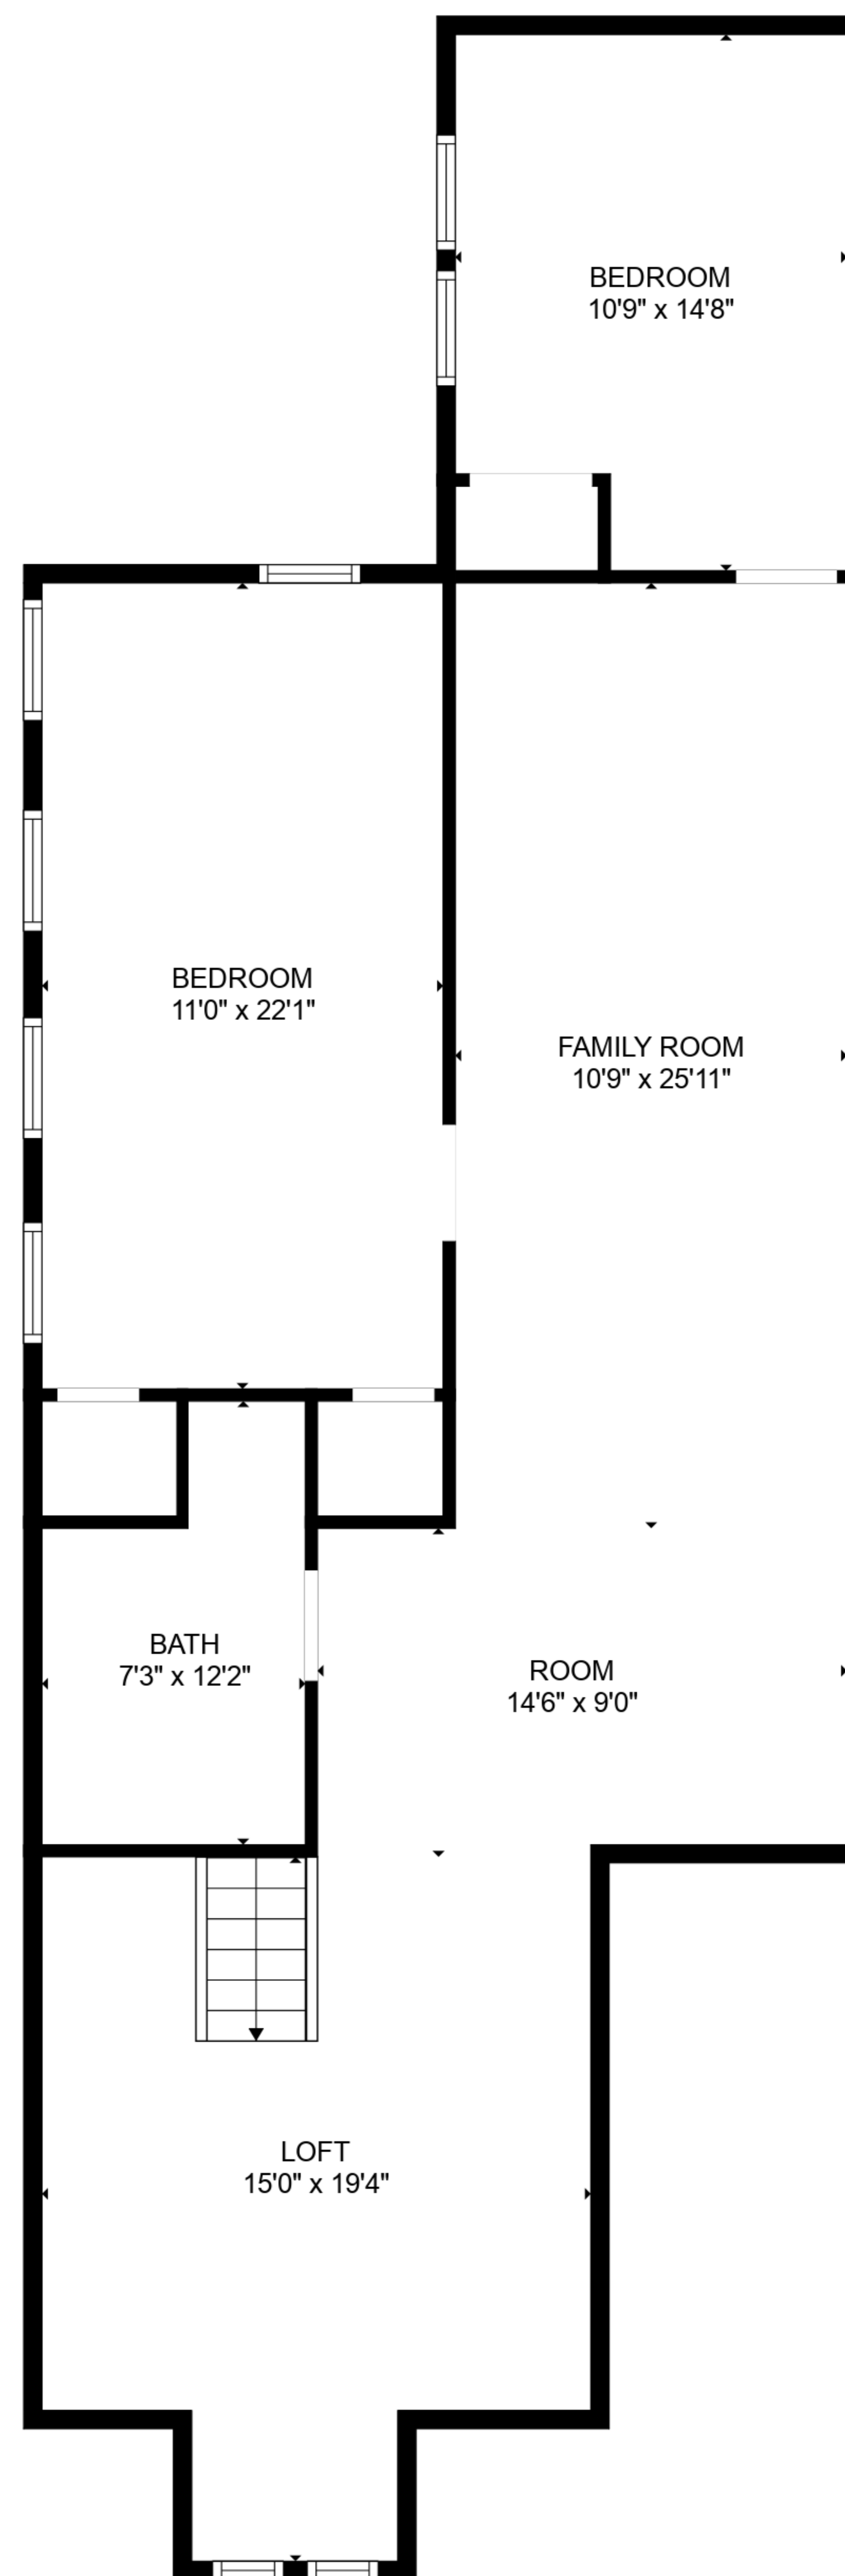 BEDROOM
10'9" x 14'8"
BEDROOM
11'0" x 22'1"
FAMILY ROOM
10'9" x 25'11"
BATH
7'3" x 12'2"
ROOM
14'6" x 9'0"
LOFT
15'0" x 19'4"